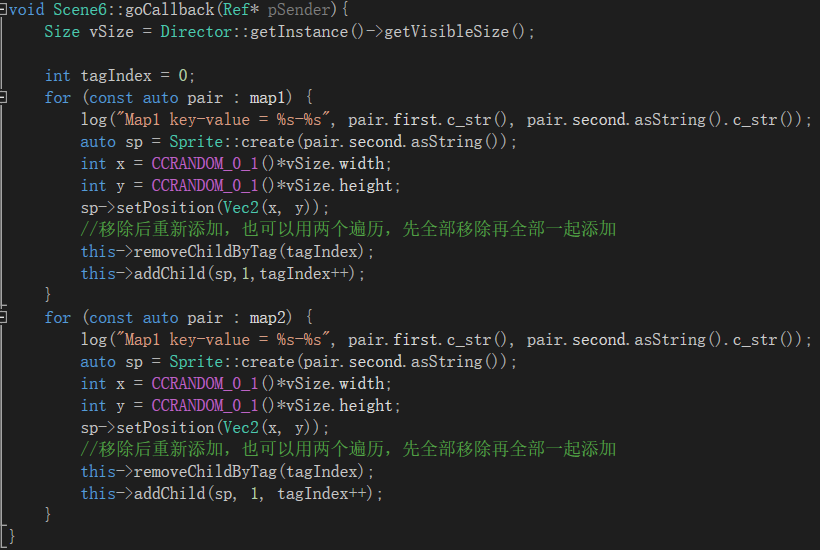 void Scene6::goCallback(Ref* pSender){
Size vSize = Director::getInstance()->getVisibleSize();
int tagIndex = 0;
for (const auto pair : map1) {
log("Map1 key-value = %s-%s", pair.first.c_str(), pair.second.asString().c_str());
auto sp = Sprite::create(pair.second.asString());
int x = CCRANDOM_0_1()*vSize.width;
int y = CCRANDOM_0_1()*vSize.height;
sp->setPosition(Vec2(x, y));
//移除后重新添加，也可以用两个遍历，先全部移除再全部一起添加
this->removeChildByTag(tagIndex);
this->addChild(sp,1,tagIndex++);
}
for (const auto pair : map2) {
log("Map1 key-value = %s-%s", pair.first.c_str(), pair.second.asString().c_str());
auto sp = Sprite::create(pair.second.asString());
int x = CCRANDOM_0_1()*vSize.width;
int y = CCRANDOM_0_1()*vSize.height;
sp->setPosition(Vec2(x, y));
//移除后重新添加，也可以用两个遍历，先全部移除再全部一起添加
this->removeChildByTag(tagIndex);
this->addChild(sp, 1, tagIndex++);
}
}